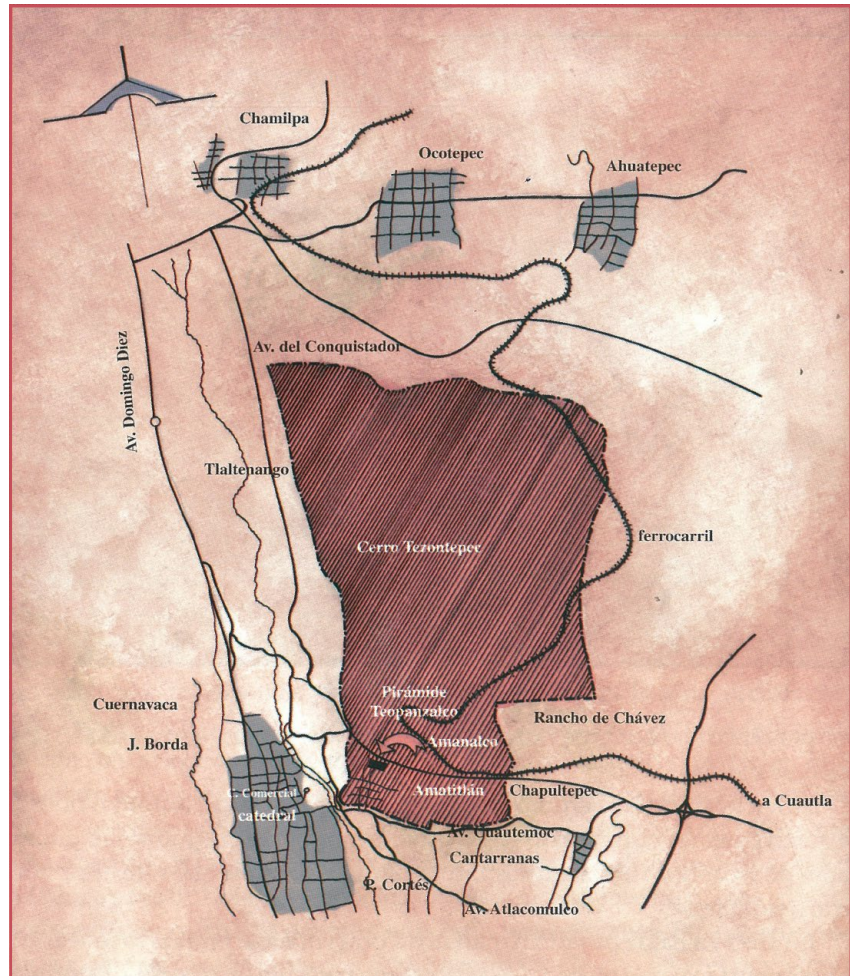 Chamilpa
Ocotepec
Ahuatepec
Av. del Conquistador
Av. Domingo Diez
Tlaltenango
Cerro Tezontepec
ferrocarril
Pirámide
Teopanzalco
Cuernavaca
Rancho de Chávez
J. Borda
Amanalco
C. Comercial
Amatitlán
Chapultepec
a Cuautla
catedral
Av. Cuautemoc
Cantarranas
P. Cortés
Av. Atlacomulco